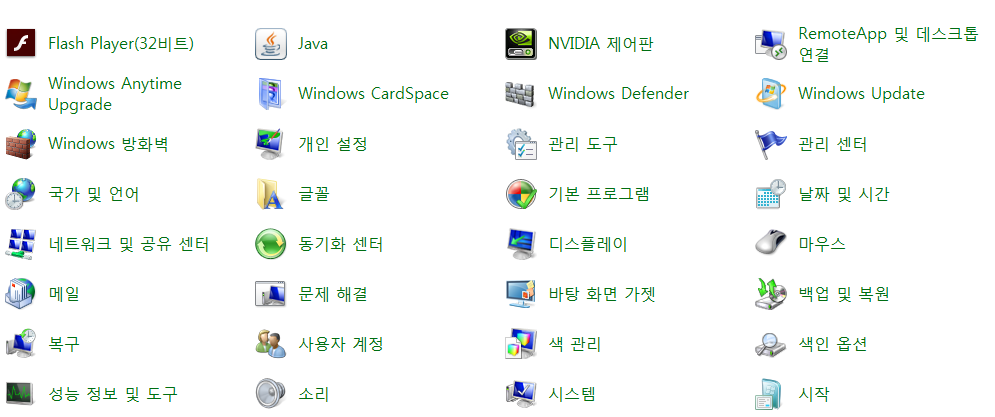 Flash Player(32비트)
Java
NVIDIA 제어판
RemoteApp 및 데스크톱
연결
Windows Anytime
Upgrade
Windows CardSpace
Windows Defender
Windows Update
Windows 방화벽
개인 설정
관리 도구
관리 센터
국가 및 언어
글꼴
기본 프로그램
날짜 및 시간
네트워크 및 공유 센터
동기화 센터
디스플레이
마우스
메일
문제 해결
바탕 화면 가젯
백업 및 복원
복구
사용자 계정
색 관리
색인 옵션
성능 정보 및 도구
소리
시스템
시작